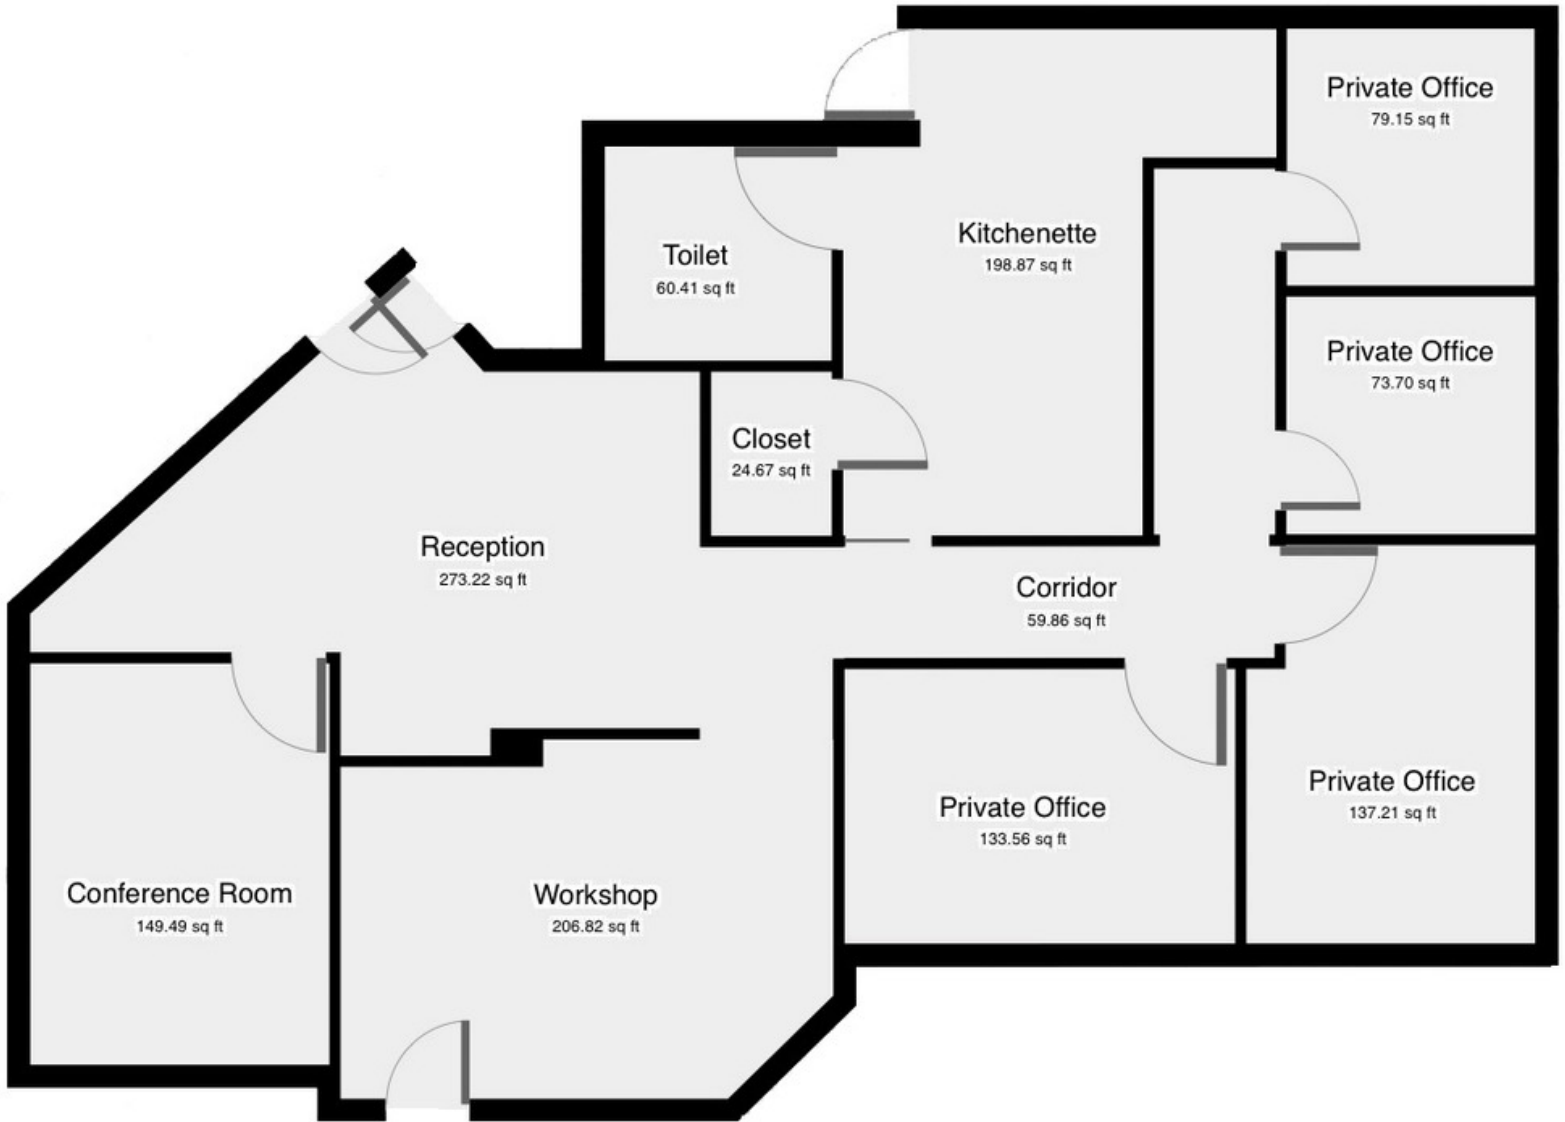 Private Office
79.15 sq ft
Kitchenette
198.87 sq ft
Toilet
60.41 sq ft
Private Office
73.70 sq ft
Closet
24.67 sq ft
Reception
273.22 sq ft
Corridor
59.86 sq ft
Private Office
137.21 sq ft
Private Office
133.56 sq ft
Conference Room
149.49 sq ft
Workshop
206.82 sq ft